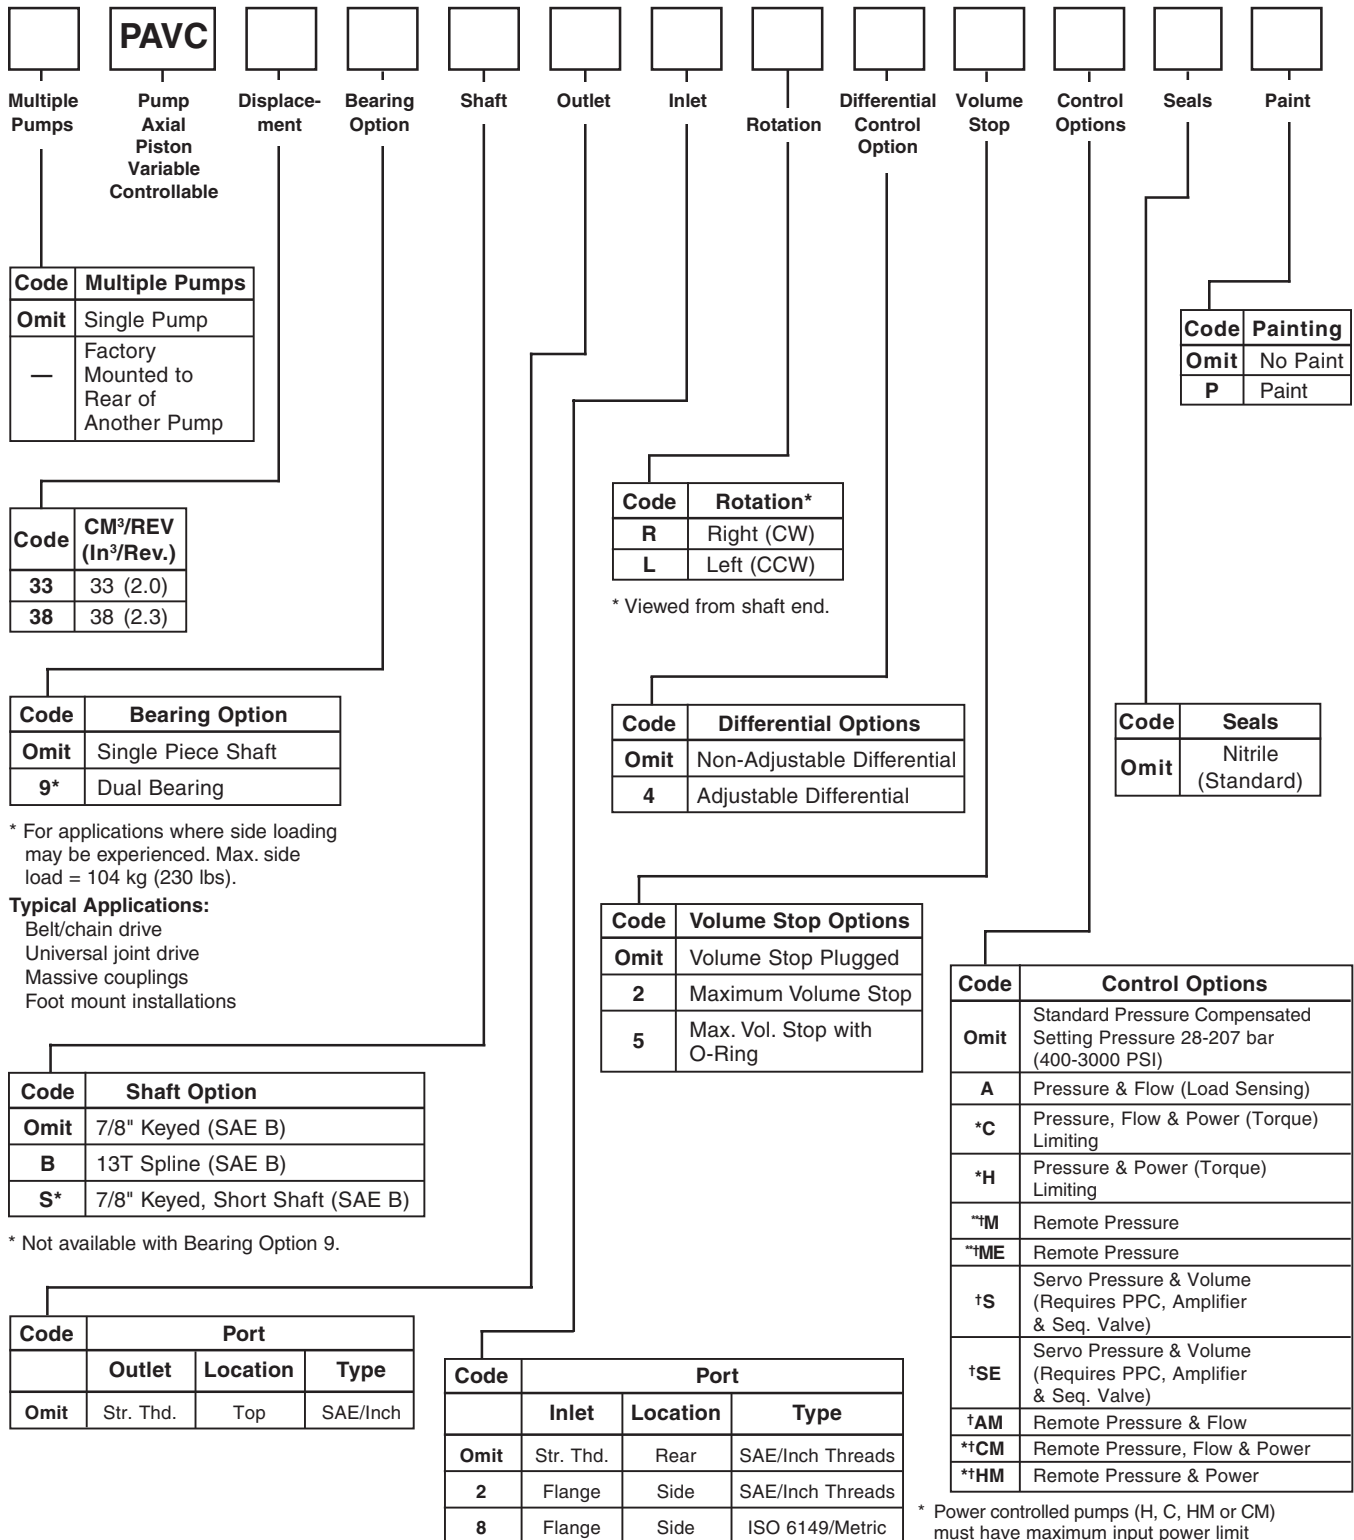 PAVC
Multiple
Pumps
Pump
Axial
Piston
Variable
Controllable
Displace-
ment
Bearing
Option
Shaft
Outlet
Inlet
Rotation
Differential
Control
Option
Volume
Stop
Control
Options
Seals
Paint
Code Multiple Pumps
Omit Single Pump
— Factory
Mounted to
Rear of
Another Pump
Code Painting
Omit No Paint
P Paint
Code CM³/REV
(In³/Rev.)
33 33 (2.0)
38 38 (2.3)
Code Rotation*
R Right (CW)
L Left (CCW)
* Viewed from shaft end.
Code Bearing Option
Omit Single Piece Shaft
9* Dual Bearing
* For applications where side loading
may be experienced. Max. side
load = 104 kg (230 lbs).
Typical Applications:
Belt/chain drive
Universal joint drive
Massive couplings
Foot mount installations
Code Differential Options
Omit Non-Adjustable Differential
4 Adjustable Differential
Code Seals
Omit Nitrile
(Standard)
Code Volume Stop Options
Omit Volume Stop Plugged
2 Maximum Volume Stop
5 Max. Vol. Stop with
O-Ring
Code Shaft Option
Omit 7/8" Keyed (SAE B)
B 13T Spline (SAE B)
S* 7/8" Keyed, Short Shaft (SAE B)
* Not available with Bearing Option 9.
Code Control Options
Omit Standard Pressure Compensated
Setting Pressure 28-207 bar
(400-3000 PSI)
A Pressure & Flow (Load Sensing)
*C Pressure, Flow & Power (Torque)
Limiting
*H Pressure & Power (Torque)
Limiting
**†M Remote Pressure
**†ME Remote Pressure
†S Servo Pressure & Volume
(Requires PPC, Amplifier
& Seq. Valve)
†SE Servo Pressure & Volume
(Requires PPC, Amplifier
& Seq. Valve)
†AM Remote Pressure & Flow
*†CM Remote Pressure, Flow & Power
*†HM Remote Pressure & Power
* Power controlled pumps (H, C, HM or CM)
must have maximum input power limit
Code Port
Outlet Location Type
Omit Str. Thd. Top SAE/Inch
Code Port
Inlet Location Type
Omit Str. Thd. Rear SAE/Inch Threads
2 Flange Side SAE/Inch Threads
8 Flange Side ISO 6149/Metric